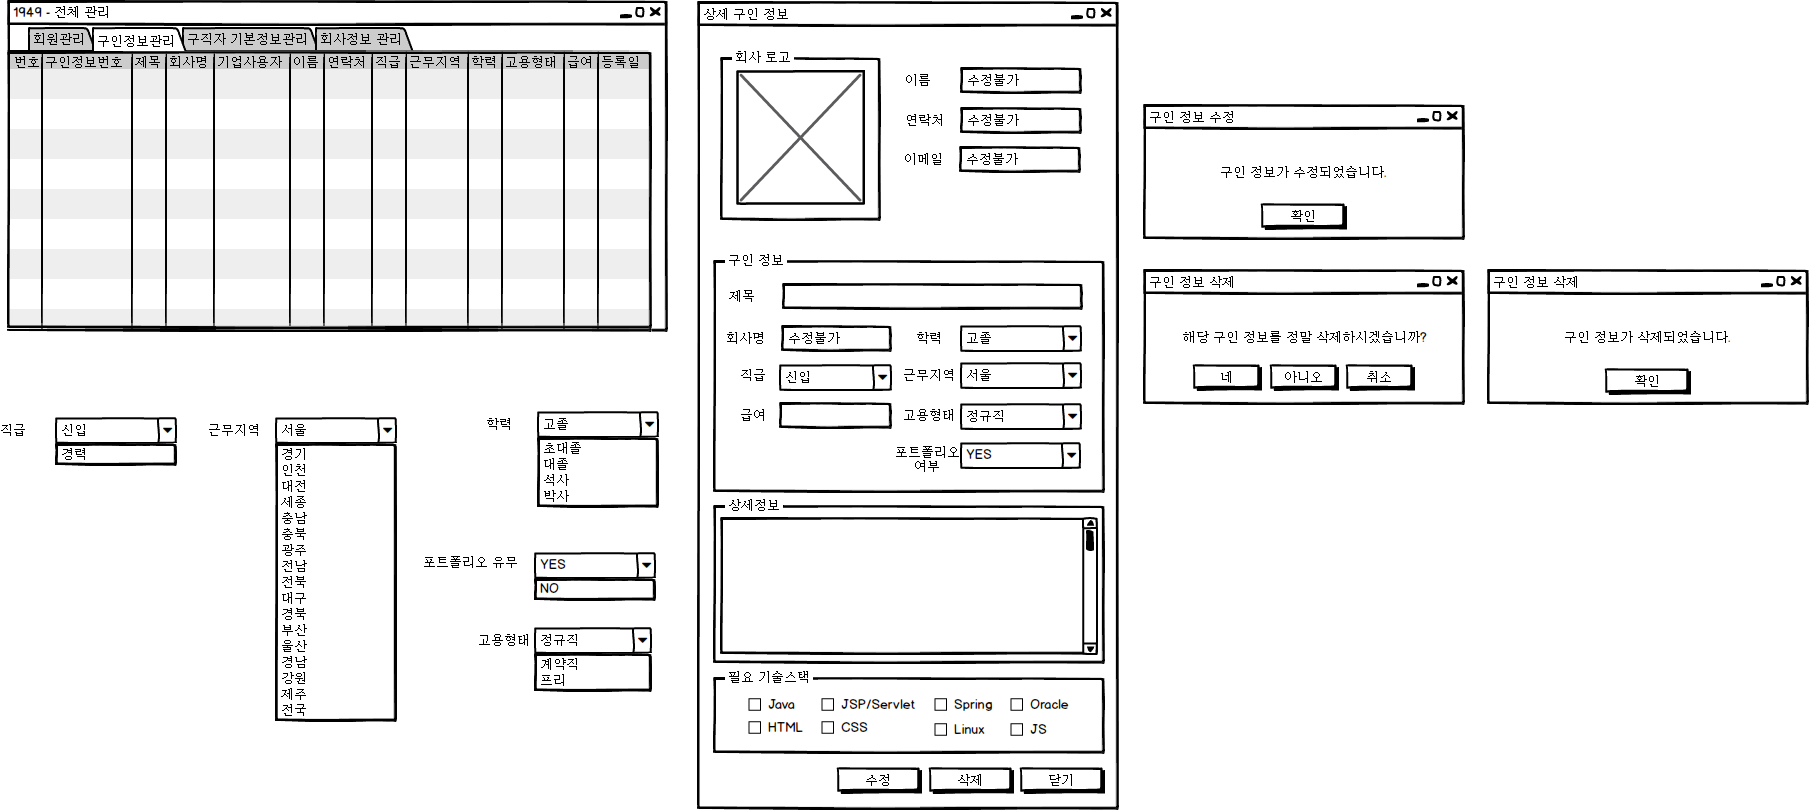 1949 - 전체 관리
회원관리 구인정보관리 구직자 기본정보관리 회사정보 관리
번호 구인정보번호 제목 회사명 기업사용자 이름 연락처 직급 근무지역 학력 고용형태 급여 등록일
직급 신입
경력
근무지역 서울
경기
인천
대전
세종
충남
충북
광주
전남
전북
대구
경북
부산
울산
경남
강원
제주
전국
학력 고졸
초대졸
대졸
석사
박사
포트폴리오 유무 YES
NO
고용형태 정규직
계약직
프리
상세 구인 정보
회사 로고
이름 수정불가
연락처 수정불가
이메일 수정불가
구인 정보
제목
회사명 수정불가 학력 고졸
직급 신입 근무지역 서울
급여 고용형태 정규직
포트폴리오 YES
여부
상세정보
필요 기술스택
Java JSP/Servlet Spring Oracle
HTML CSS Linux JS
수정 삭제 닫기
구인 정보 수정
구인 정보가 수정되었습니다.
확인
구인 정보 삭제
해당 구인 정보를 정말 삭제하시겠습니까?
네 아니오 취소
구인 정보 삭제
구인 정보가 삭제되었습니다.
확인